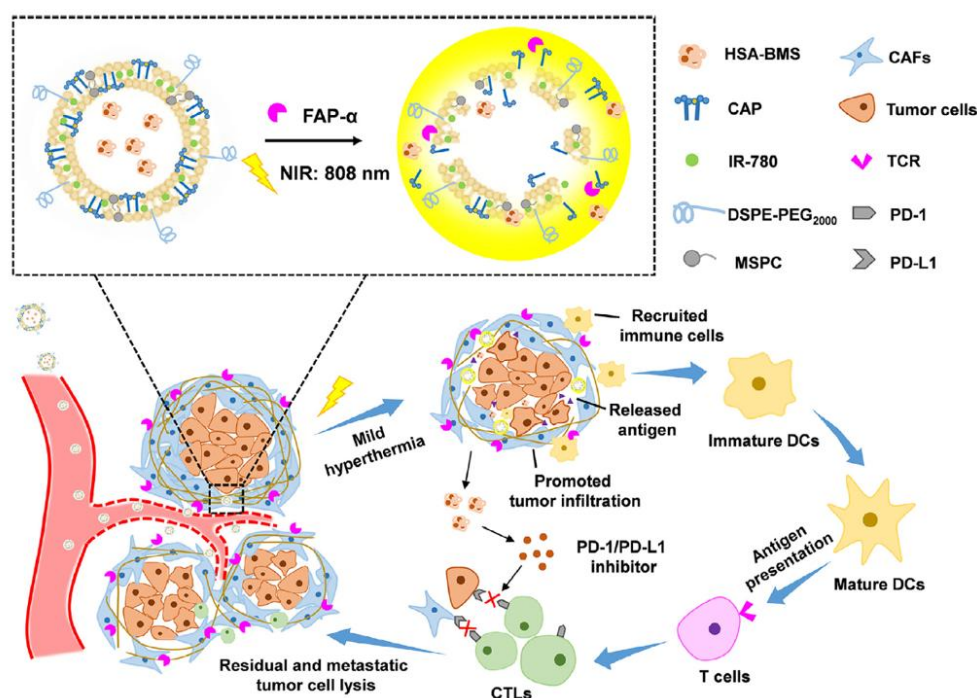 FAP-α
NIR: 808 nm
HSA-BMS
CAFs
CAP
Tumor cells
IR-780
TCR
DSPE-PEG2000
PD-1
MSPC
PD-L1
Mild
hyperthermia
Recruited
immune cells
Released
antigen
Promoted
tumor infiltration
Immature DCs
Mature DCs
Antigen
presentation
T cells
PD-1/PD-L1
inhibitor
CTLs
Residual and metastatic
tumor cell lysis